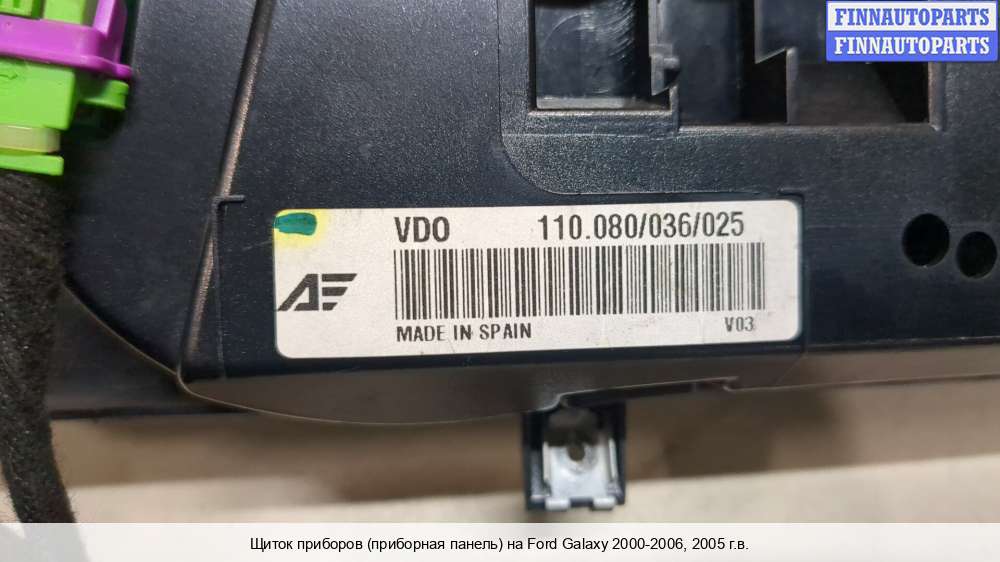 FINNAUTOPARTS
FINNAUTOPARTS
VDO 110.080/036/025
MADE IN SPAIN V03
Щиток приборов (приборная панель) на Ford Galaxy 2000-2006, 2005 г.в.